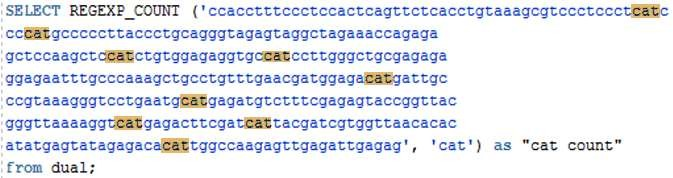 SELECT REGEXP_COUNT ('ccacctttccctccactcagttctcacctgtaaagcgtccctccctcatc
cccatgcccccttaccctgcagggtagagtaggctagaaaccagaga
gctccaagctccatctgtggagaggtgccatccttgggctgcgagaga
ggagaatttgcccaaagctgcctgtttgaacgatggagacatgattgc
ccgtaaagggtcctgaatgcatgagatgtctttcgagagtaccggttac
gggttaaaaggtcatgagacttcgatcattacgatcgtggttaacacac
atatgagtatagagacacattggccaagagttgagattgagag', 'cat') as "cat count"
from dual;